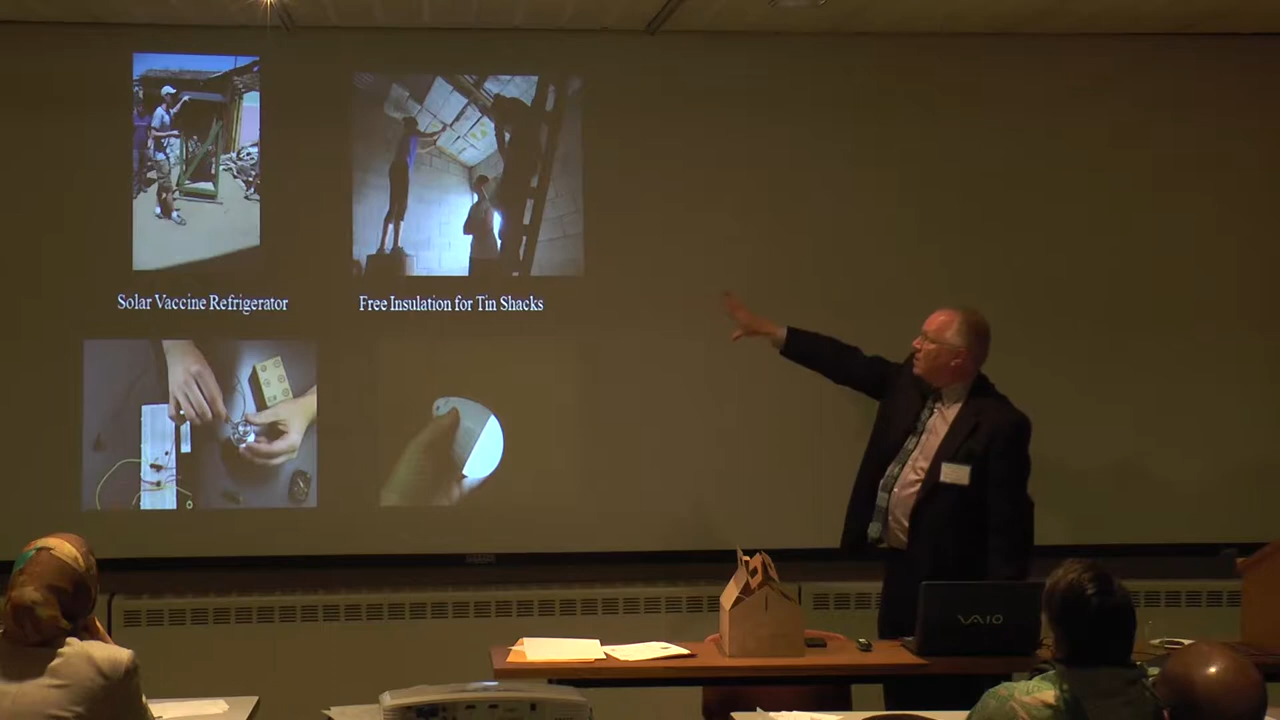 Solar Vaccine Refrigerator
Free Insulation for Tin Shacks
VAIO